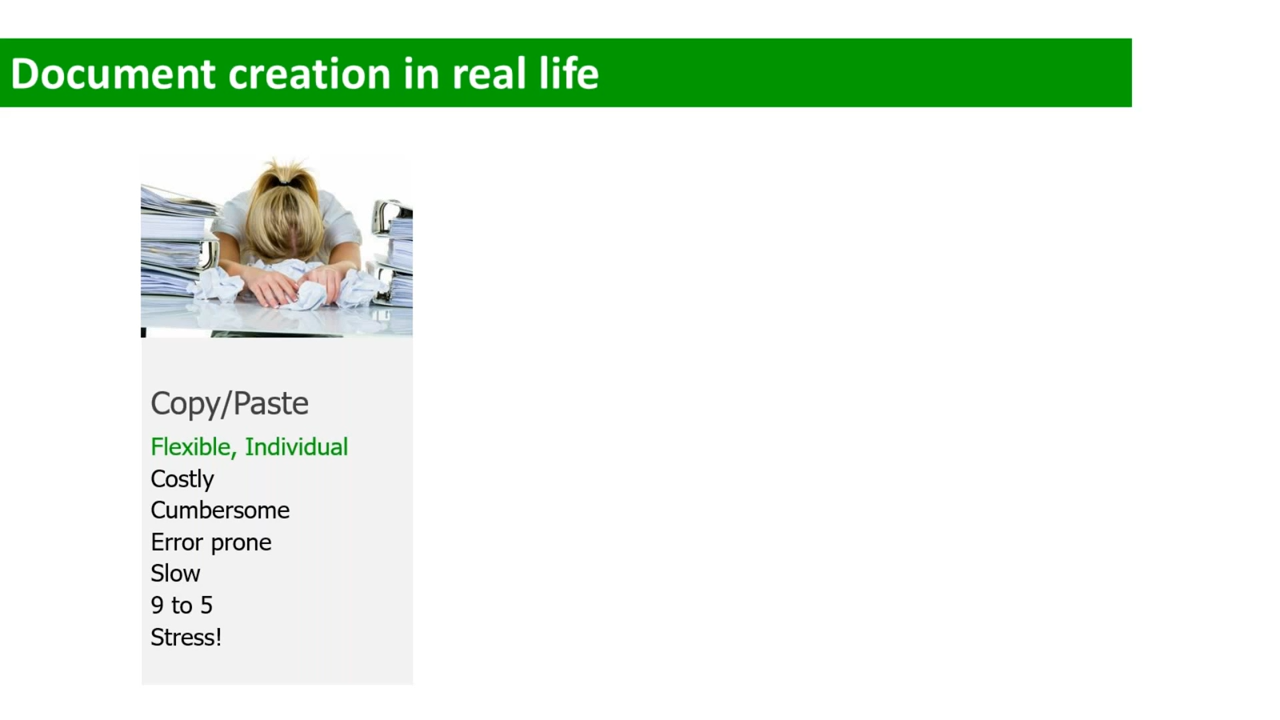 Document creation in real life
Copy/Paste
Flexible, Individual
Costly
Cumbersome
Error prone
Slow
9 to 5
Stress!